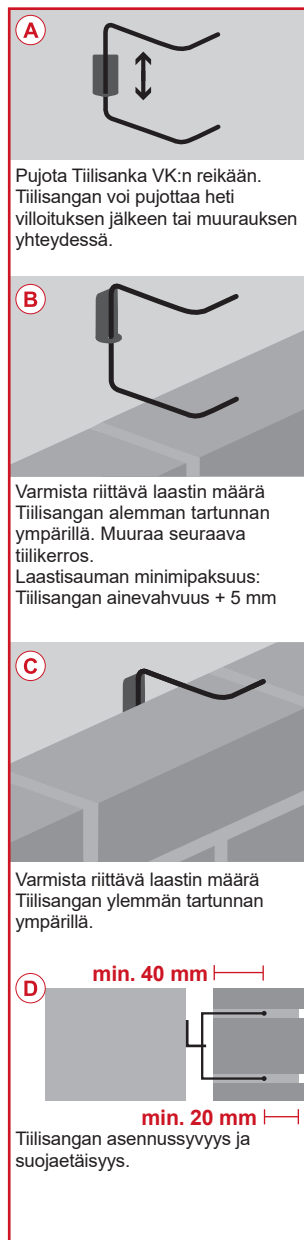 A
Pujota Tiilisanka VK:n reikään.
Tiilisangan voi pujottaa heti
villoituksen jälkeen tai muurauksen
yhteydessä.
B
Varmista riittävä laastin määrä
Tiilisangan alemman tartunnan
ympärillä. Muuraa seuraava
tiilikerros.
Laastisauman minimipaksuus:
Tiilisangan ainevahvuus + 5 mm
C
Varmista riittävä laastin määrä
Tiilisangan ylemmän tartunnan
ympärillä.
D
min. 40 mm
min. 20 mm
Tiilisangan asennussyvyys ja
suojaetäisyys.